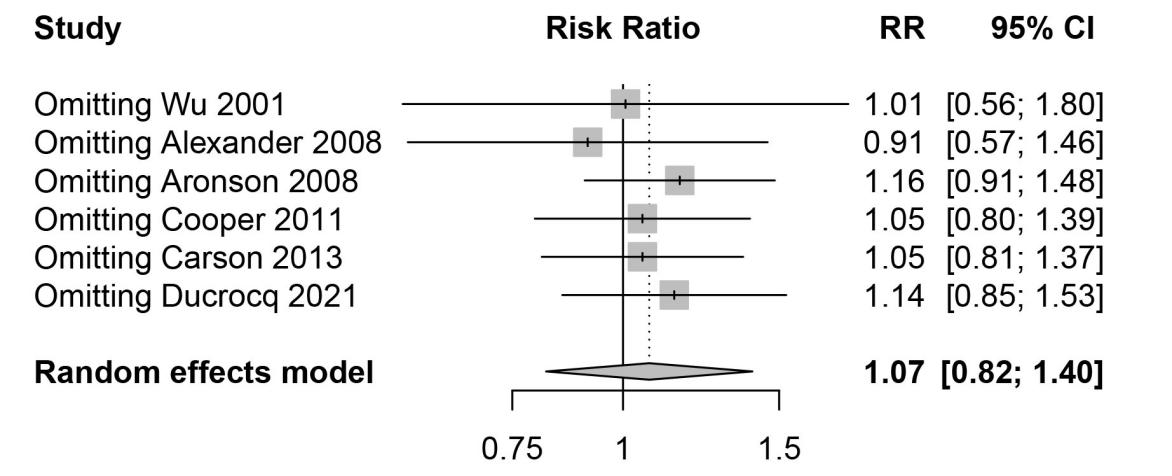 Study Risk Ratio RR 95% CI
Omitting Wu 2001 1.01 [0.56; 1.80]
Omitting Alexander 2008 0.91 [0.57; 1.46]
Omitting Aronson 2008 1.16 [0.91; 1.48]
Omitting Cooper 2011 1.05 [0.80; 1.39]
Omitting Carson 2013 1.05 [0.81; 1.37]
Omitting Ducrocq 2021 1.14 [0.85; 1.53]
Random effects model 1.07 [0.82; 1.40]
0.75 1 1.5